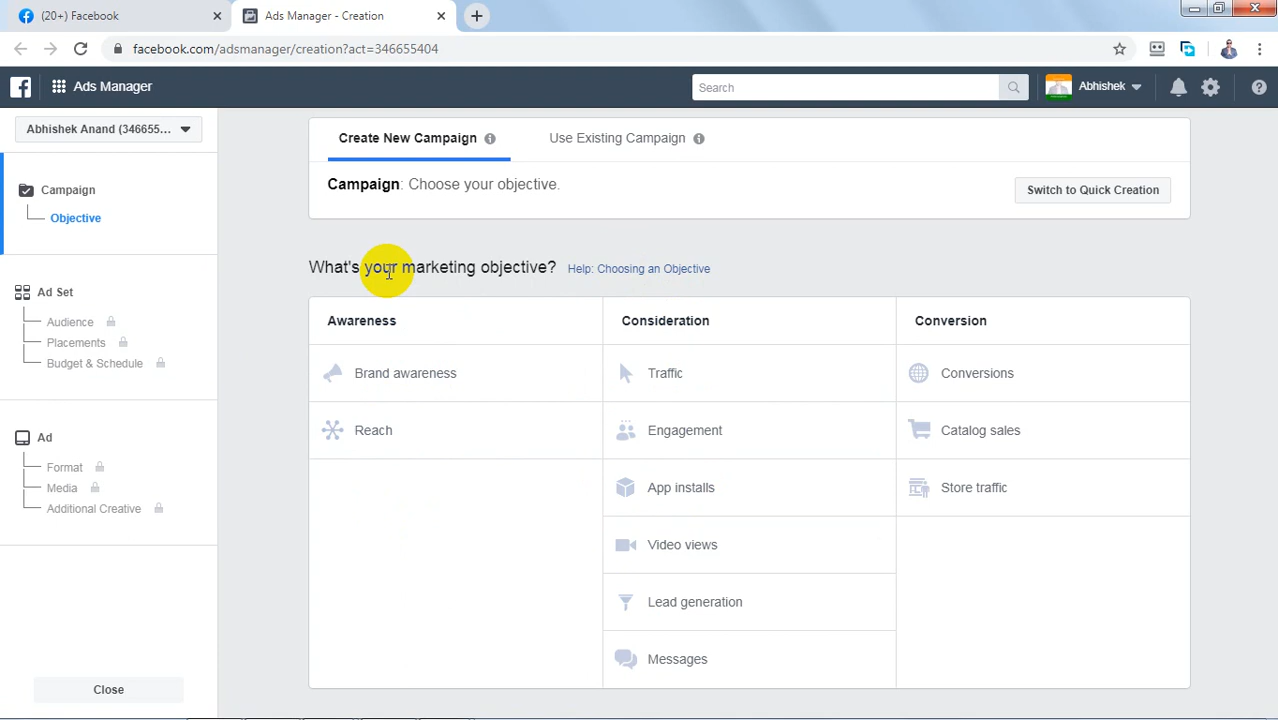 (20+) Facebook
Ads Manager - Creation
facebook.com/adsmanager/creation?act=346655404
Ads Manager
Search
Abhishek
Abhishek Anand (346655...
Campaign
Objective
Ad Set
Audience
Placements
Budget & Schedule
Ad
Format
Media
Additional Creative
Close
Create New Campaign
Use Existing Campaign
Campaign: Choose your objective.
Switch to Quick Creation
What's your marketing objective? Help: Choosing an Objective
Awareness
Brand awareness
Reach
Consideration
Traffic
Engagement
App installs
Video views
Lead generation
Messages
Conversion
Conversions
Catalog sales
Store traffic